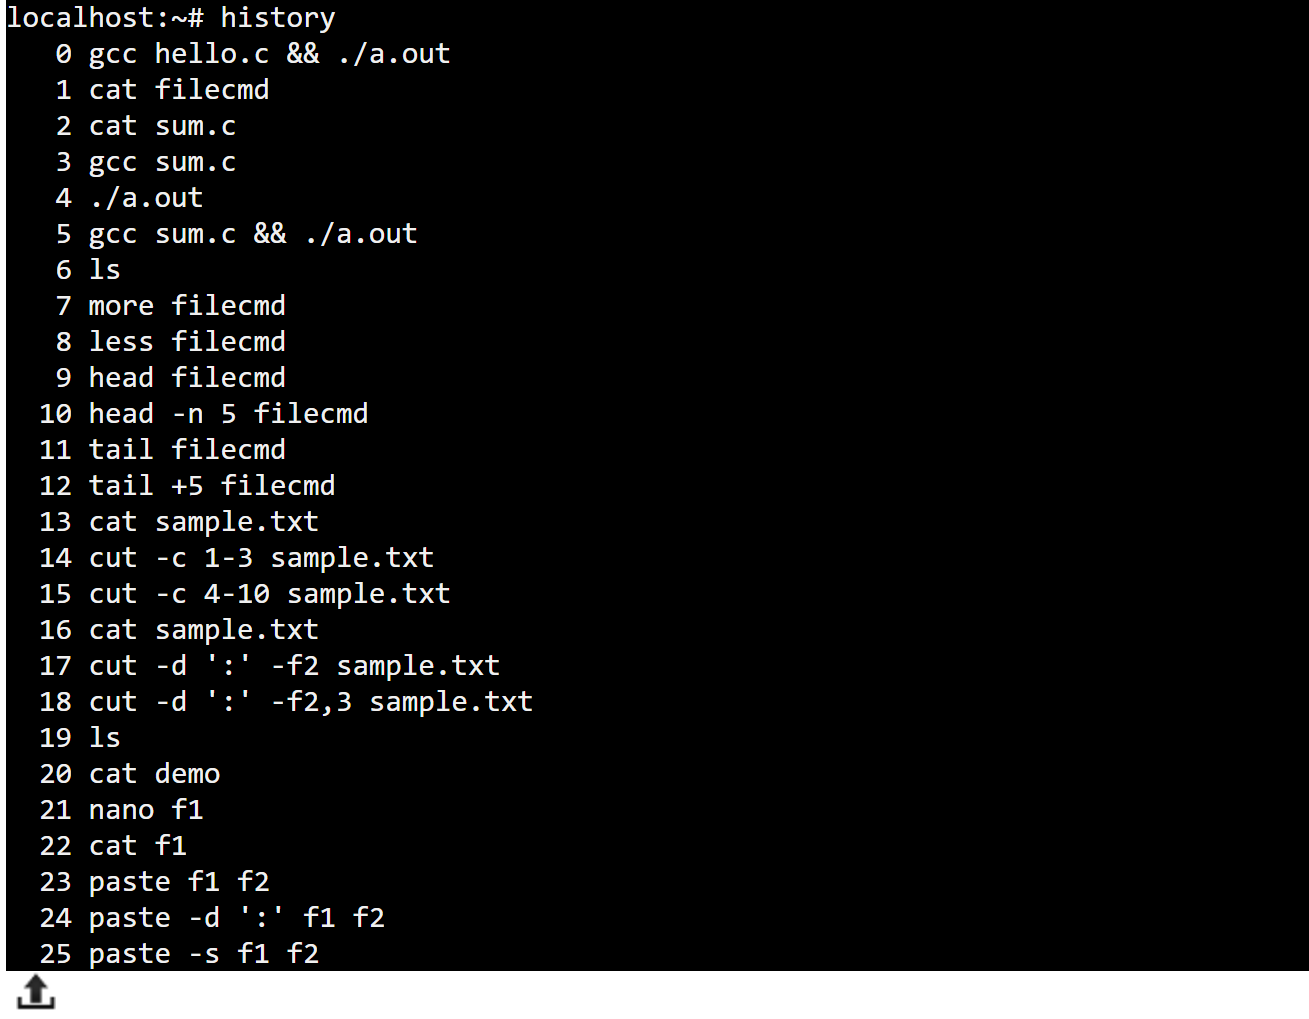 localhost:~# history
0 gcc hello.c && ./a.out
1 cat filecmd
2 cat sum.c
3 gcc sum.c
4 ./a.out
5 gcc sum.c && ./a.out
6 ls
7 more filecmd
8 less filecmd
9 head filecmd
10 head -n 5 filecmd
11 tail filecmd
12 tail +5 filecmd
13 cat sample.txt
14 cut -c 1-3 sample.txt
15 cut -c 4-10 sample.txt
16 cat sample.txt
17 cut -d ':' -f2 sample.txt
18 cut -d ':' -f2,3 sample.txt
19 ls
20 cat demo
21 nano f1
22 cat f1
23 paste f1 f2
24 paste -d ':' f1 f2
25 paste -s f1 f2